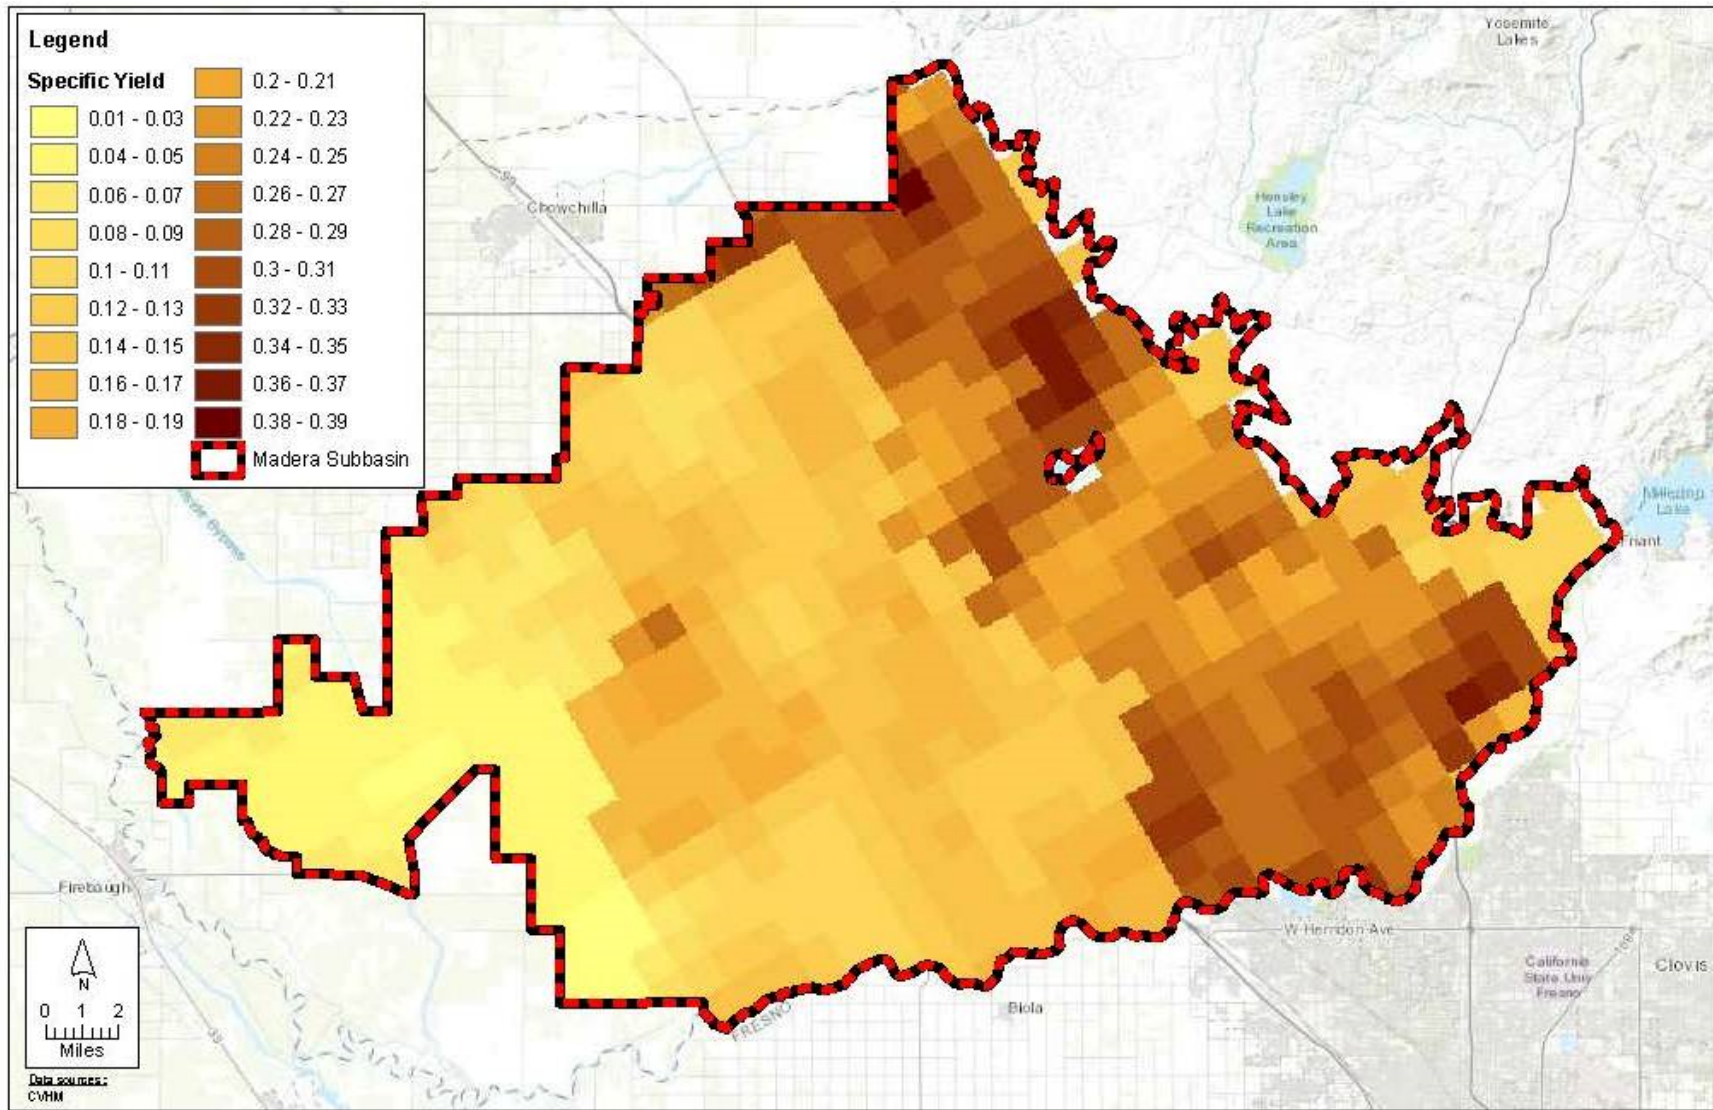 Legend
Specific Yield
0.01 - 0.03
0.04 - 0.05
0.06 - 0.07
0.08 - 0.09
0.1 - 0.11
0.12 - 0.13
0.14 - 0.15
0.16 - 0.17
0.18 - 0.19
0.2 - 0.21
0.22 - 0.23
0.24 - 0.25
0.26 - 0.27
0.28 - 0.29
0.3 - 0.31
0.32 - 0.33
0.34 - 0.35
0.36 - 0.37
0.38 - 0.39
Madera Subbasin
Yosemite
Lakes
99
Chowchilla
Hensley
Lake
Recreation
Area
Millerton
Lake
Friant
Bypass
Firebaugh
33
FRESNO
Biola
W Herndon Ave
California
State Univ
Fresno
168
Clovis
N
0 1 2
Miles
Data sources:
CVHM